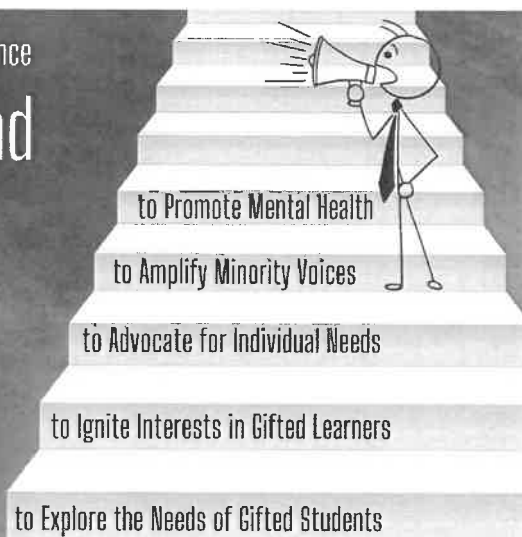 nce
nd
to Promote Mental Health
to Amplify Minority Voices
to Advocate for Individual Needs
to Ignite Interests in Gifted Learners
to Explore the Needs of Gifted Students